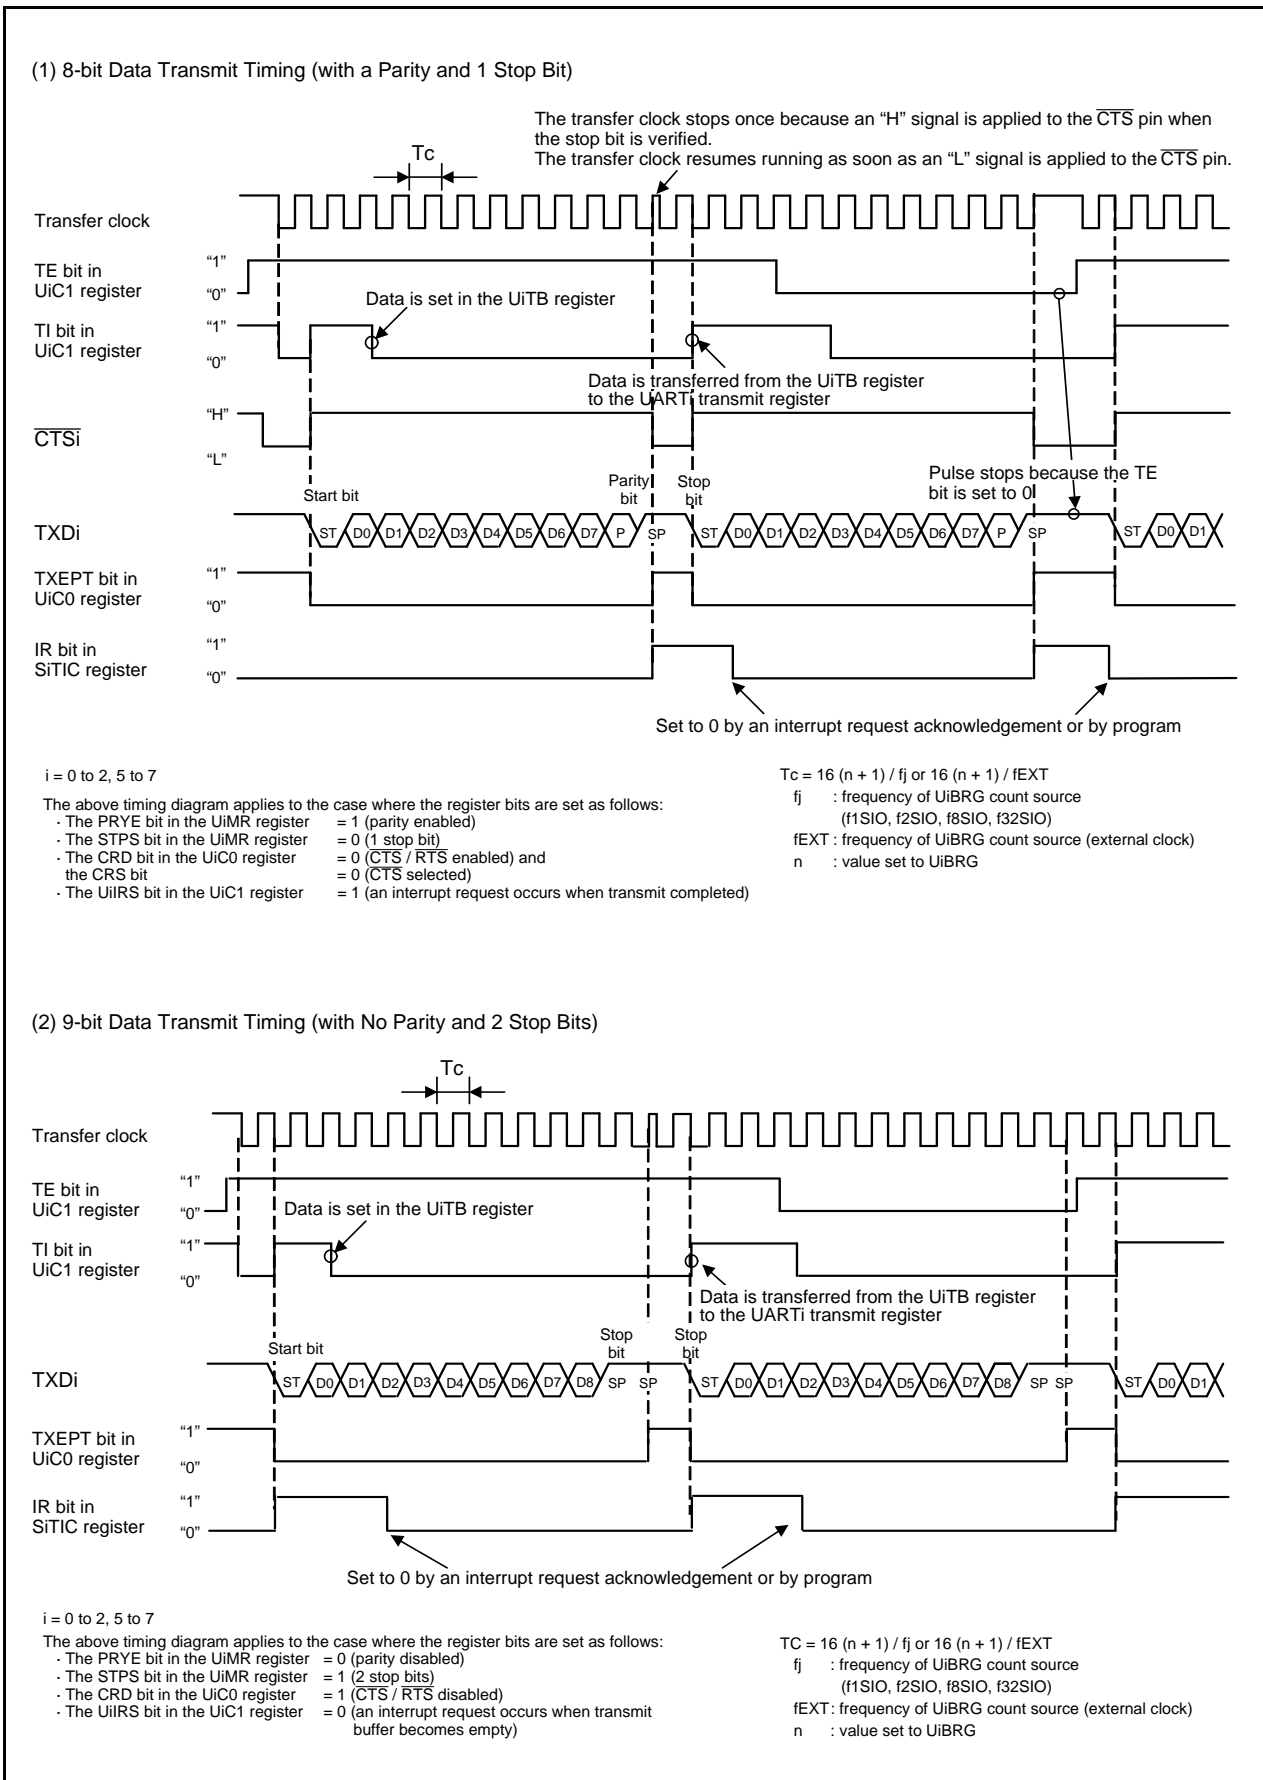 (1) 8-bit Data Transmit Timing (with a Parity and 1 Stop Bit)
The transfer clock stops once because an “H” signal is applied to the CTS pin when
the stop bit is verified.
The transfer clock resumes running as soon as an “L” signal is applied to the CTS pin.
Tc
Transfer clock
TE bit in
UiC1 register
“1”
“0”
Data is set in the UiTB register
TI bit in
UiC1 register
“1”
“0”
Data is transferred from the UiTB register
to the UARTi transmit register
CTSi
“H”
“L”
Pulse stops because the TE
bit is set to 0
Start bit
Parity
bit
Stop
bit
TXDi
ST D0 D1 D2 D3 D4 D5 D6 D7 P SP ST D0 D1 D2 D3 D4 D5 D6 D7 P SP ST D0 D1
TXEPT bit in
UiC0 register
“1”
“0”
IR bit in
SiTIC register
“1”
“0”
Set to 0 by an interrupt request acknowledgement or by program
i = 0 to 2, 5 to 7
The above timing diagram applies to the case where the register bits are set as follows:
· The PRYE bit in the UiMR register = 1 (parity enabled)
· The STPS bit in the UiMR register = 0 (1 stop bit)
· The CRD bit in the UiC0 register = 0 (CTS / RTS enabled) and
the CRS bit = 0 (CTS selected)
· The UiIRS bit in the UiC1 register = 1 (an interrupt request occurs when transmit completed)
Tc = 16 (n + 1) / fj or 16 (n + 1) / fEXT
fj : frequency of UiBRG count source
(f1SIO, f2SIO, f8SIO, f32SIO)
fEXT : frequency of UiBRG count source (external clock)
n : value set to UiBRG
(2) 9-bit Data Transmit Timing (with No Parity and 2 Stop Bits)
Tc
Transfer clock
TE bit in
UiC1 register
“1”
“0”
Data is set in the UiTB register
TI bit in
UiC1 register
“1”
“0”
Data is transferred from the UiTB register
to the UARTi transmit register
Start bit
Stop
bit
Stop
bit
TXDi
ST D0 D1 D2 D3 D4 D5 D6 D7 D8 SP SP ST D0 D1 D2 D3 D4 D5 D6 D7 D8 SP SP ST D0 D1
TXEPT bit in
UiC0 register
“1”
“0”
IR bit in
SiTIC register
“1”
“0”
Set to 0 by an interrupt request acknowledgement or by program
i = 0 to 2, 5 to 7
The above timing diagram applies to the case where the register bits are set as follows:
· The PRYE bit in the UiMR register = 0 (parity disabled)
· The STPS bit in the UiMR register = 1 (2 stop bits)
· The CRD bit in the UiC0 register = 1 (CTS / RTS disabled)
· The UiIRS bit in the UiC1 register = 0 (an interrupt request occurs when transmit
buffer becomes empty)
TC = 16 (n + 1) / fj or 16 (n + 1) / fEXT
fj : frequency of UiBRG count source
(f1SIO, f2SIO, f8SIO, f32SIO)
fEXT : frequency of UiBRG count source (external clock)
n : value set to UiBRG